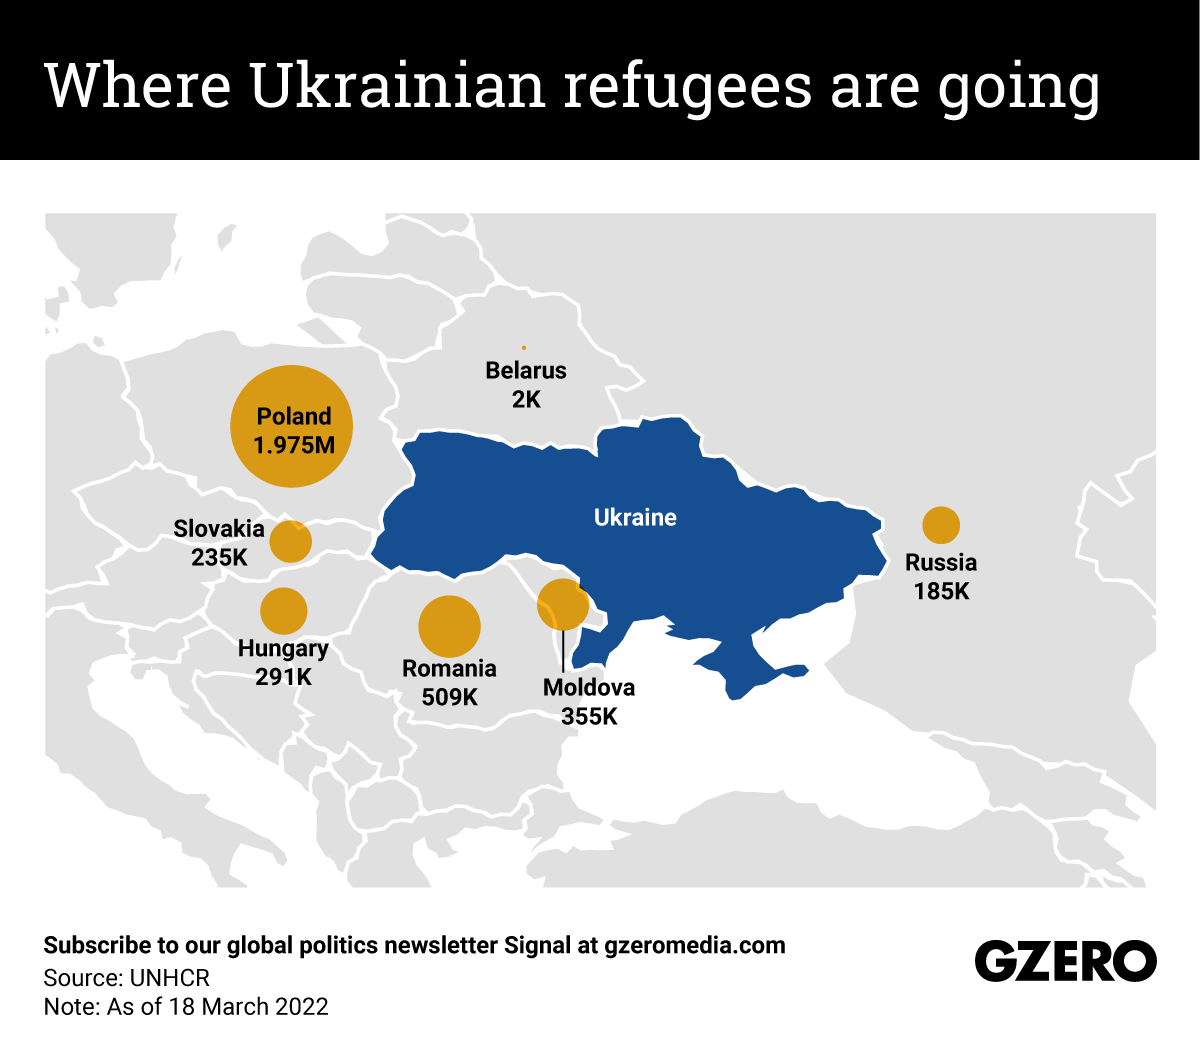 Where Ukrainian refugees are going
Belarus
2K
Poland
1.975M
Ukraine
Slovakia
235K
Russia
185K
Hungary
291K
Romania
509K
Moldova
355K
Subscribe to our global politics newsletter Signal at gzeromedia.com
Source: UNHCR
Note: As of 18 March 2022
GZERO